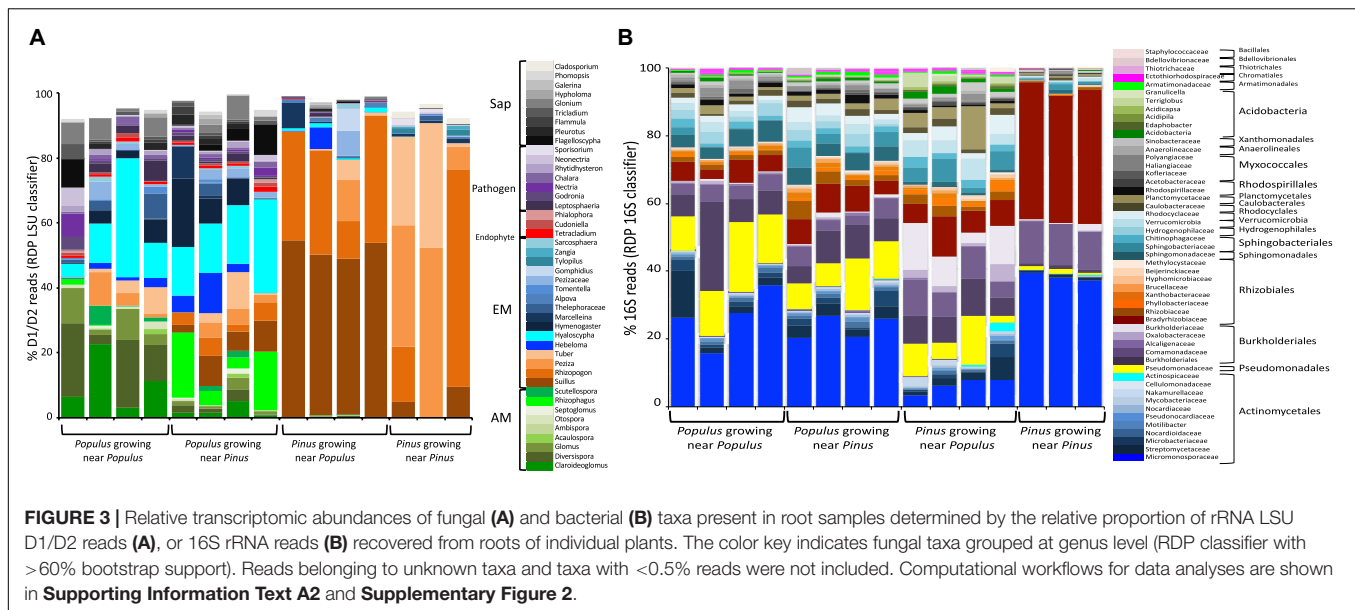 A
% D1/D2 reads (RDP LSU classifier)
100
80
60
40
20
0
Populus growing near Populus
Populus growing near Pinus
Pinus growing near Populus
Pinus growing near Pinus
Sap
Pathogen
Endophyte
EM
AM
Cladosporium
Phomopsis
Galerina
Hypholoma
Glonium
Tricladium
Flammula
Pleurotus
Flagelloscypha
Sporisorium
Neonectria
Rhytidhysteron
Chalara
Nectria
Godronia
Leptosphaeria
Phialophora
Cudoniella
Tetracladium
Sarcosphaera
Zangia
Tylopilus
Gomphidius
Pezizaceae
Tomentella
Alpova
Thelephoraceae
Marcelleina
Hymenogaster
Hyaloscypha
Hebeloma
Tuber
Peziza
Rhizopogon
Suillus
Scutellospora
Rhizophagus
Septoglomus
Otospora
Ambispora
Acaulospora
Glomus
Diversispora
Claroideoglomus
B
% 16S reads (RDP 16S classifier)
100
80
60
40
20
0
Populus growing near Populus
Pinus growing near Populus
Populus growing near Pinus
Pinus growing near Pinus
Staphylococcaceae
Bdellovibrionaceae
Thiotrichaceae
Ectothiorhodospiraceae
Armatimonadaceae
Granulicella
Terriglobus
Acidicapsa
Acidipila
Edaphobacter
Acidobacteria
Sinobacteraceae
Anaerolineaceae
Polyangiaceae
Haliangiaceae
Kofleriaceae
Acetobacteraceae
Rhodospirillaceae
Planctomycetaceae
Caulobacteraceae
Rhodocyclaceae
Verrucomicrobia
Hydrogenophilaceae
Chitinophagaceae
Sphingobacteriaceae
Sphingomonadaceae
Methylocystaceae
Beijerinckiaceae
Hyphomicrobiaceae
Brucellaceae
Xanthobacteraceae
Phyllobacteriaceae
Rhizobiaceae
Bradyrhizobiaceae
Burkholderiaceae
Oxalobacteraceae
Alcaligenaceae
Comamonadaceae
Burkholderiales
Pseudomonadaceae
Actinospicaceae
Cellulomonadaceae
Nakamurellaceae
Mycobacteriaceae
Nocardiaceae
Pseudonocardiaceae
Motilibacter
Nocardioidaceae
Microbacteriaceae
Streptomycetaceae
Micromonosporaceae
Bacillales
Bdellovibrionales
Thiotrichales
Chromatiales
Armatimonadales
Acidobacteria
Xanthomonadales
Anaerolineales
Myxococcales
Rhodospirillales
Planctomycetales
Caulobacterales
Rhodocyclales
Verrucomicrobia
Hydrogenophilales
Sphingobacteriales
Sphingomonadales
Rhizobiales
Burkholderiales
Pseudomonadales
Actinomycetales
FIGURE 3 | Relative transcriptomic abundances of fungal (A) and bacterial (B) taxa present in root samples determined by the relative proportion of rRNA LSU
D1/D2 reads (A), or 16S rRNA reads (B) recovered from roots of individual plants. The color key indicates fungal taxa grouped at genus level (RDP classifier with
>60% bootstrap support). Reads belonging to unknown taxa and taxa with <0.5% reads were not included. Computational workflows for data analyses are shown
in Supporting Information Text A2 and Supplementary Figure 2.